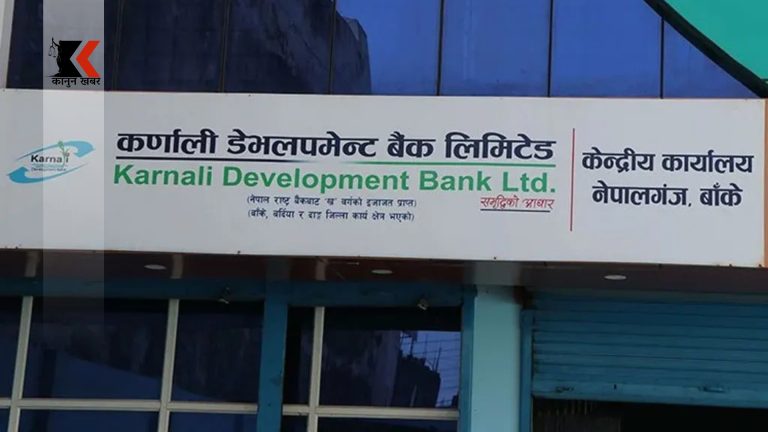 कानुन खबर
Karnali
कर्णाली डेभलपमेन्ट बैंक लिमिटेड
Karnali Development Bank Ltd.
(नेपाल राष्ट्र बैंकबाट 'ख' वर्गको इजाजत प्राप्त)
(बाँके, बर्दिया र दाङ जिल्ला कार्य क्षेत्र भएको)
समृद्धिको आधार
केन्द्रीय कार्यालय
नेपालगंज, बाँके